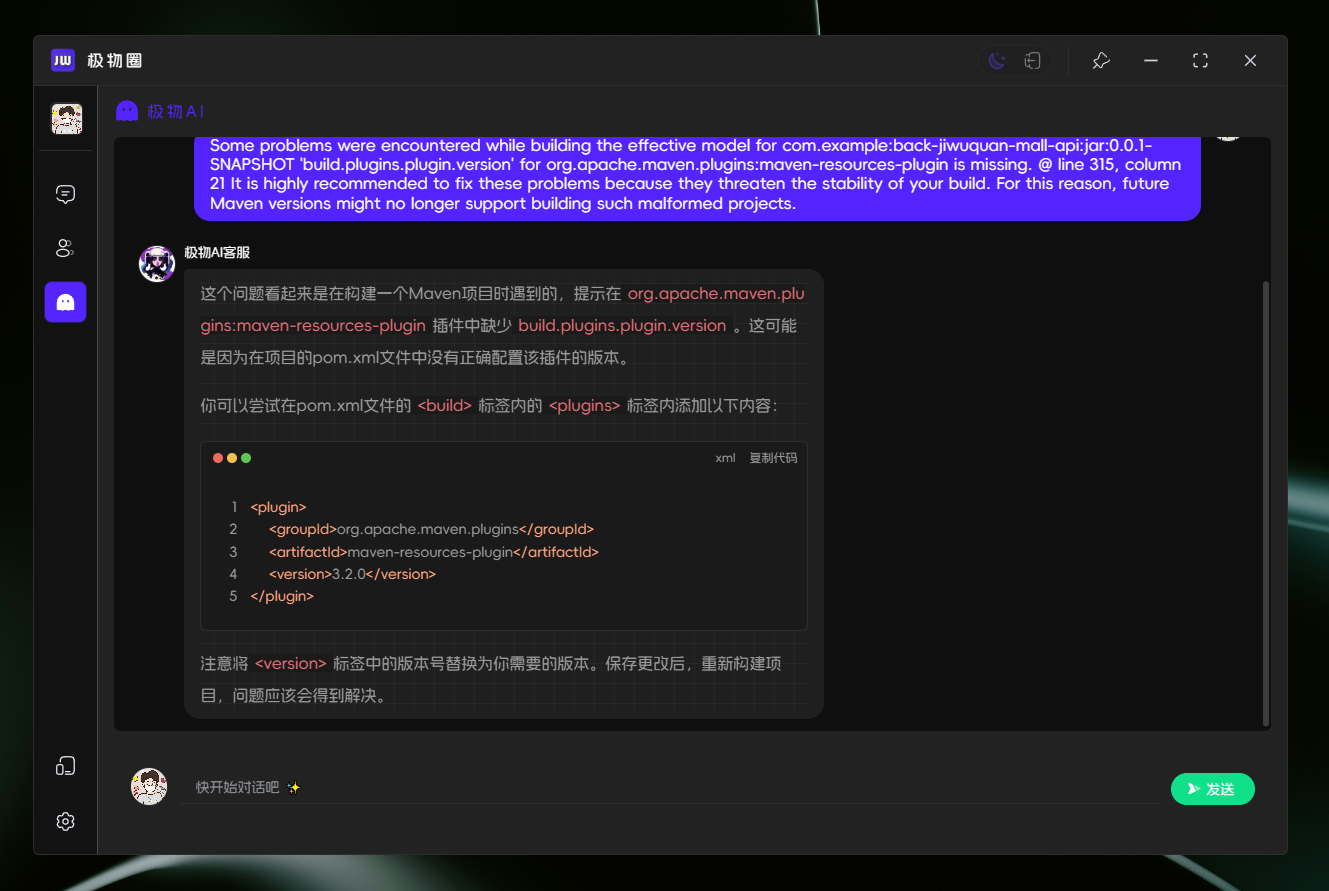 JW 极物圈
极物AI
Some problems were encountered while building the effective model for com.example:back-jiwuquan-mall-api:jar:0.0.1-
SNAPSHOT 'build.plugins.plugin.version' for org.apache.maven.plugins:maven-resources-plugin is missing. @ line 315, column
21 It is highly recommended to fix these problems because they threaten the stability of your build. For this reason, future
Maven versions might no longer support building such malformed projects.
极物AI客服
这个问题看起来是在构建一个Maven项目时遇到的，提示在 org.apache.maven.plu
gins:maven-resources-plugin 插件中缺少 build.plugins.plugin.version 。这可能
是因为在项目的pom.xml文件中没有正确配置该插件的版本。
你可以尝试在pom.xml文件的 <build> 标签内的 <plugins> 标签内添加以下内容：
xml 复制代码
1 <plugin>
2 <groupId>org.apache.maven.plugins</groupId>
3 <artifactId>maven-resources-plugin</artifactId>
4 <version>3.2.0</version>
5 </plugin>
注意将 <version> 标签中的版本号替换为你需要的版本。保存更改后，重新构建项
目，问题应该会得到解决。
快开始对话吧 ✨
发送